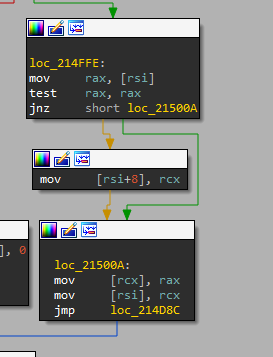 loc_214FFE:
mov rax, [rsi]
test rax, rax
jnz short loc_21500A
mov [rsi+8], rcx
], 0
loc_21500A:
mov [rcx], rax
mov [rsi], rcx
jmp loc_214D8C